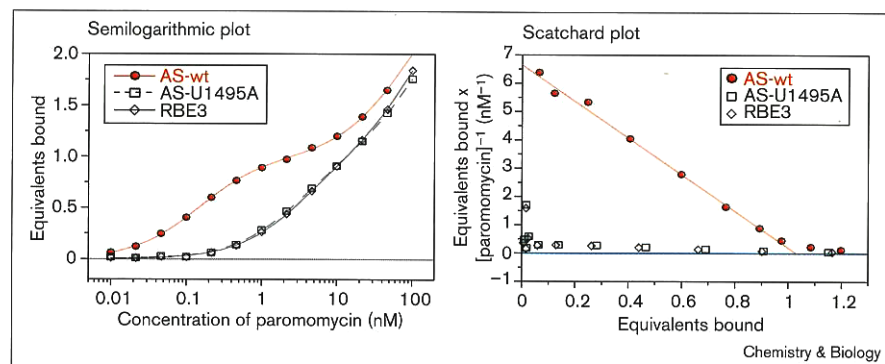 Semilogarithmic plot
2.0
1.5
1.0
0.5
0
Equivalents bound
AS-wt
AS-U1495A
RBE3
0.01 0.1 1 10 100
Concentration of paromomycin (nM)
Scatchard plot
7
6
5
4
3
2
1
0
−1
Equivalents bound x
[paromomycin]⁻¹ (nM⁻¹)
AS-wt
AS-U1495A
RBE3
0 0.2 0.4 0.6 0.8 1.0 1.2
Equivalents bound
Chemistry & Biology